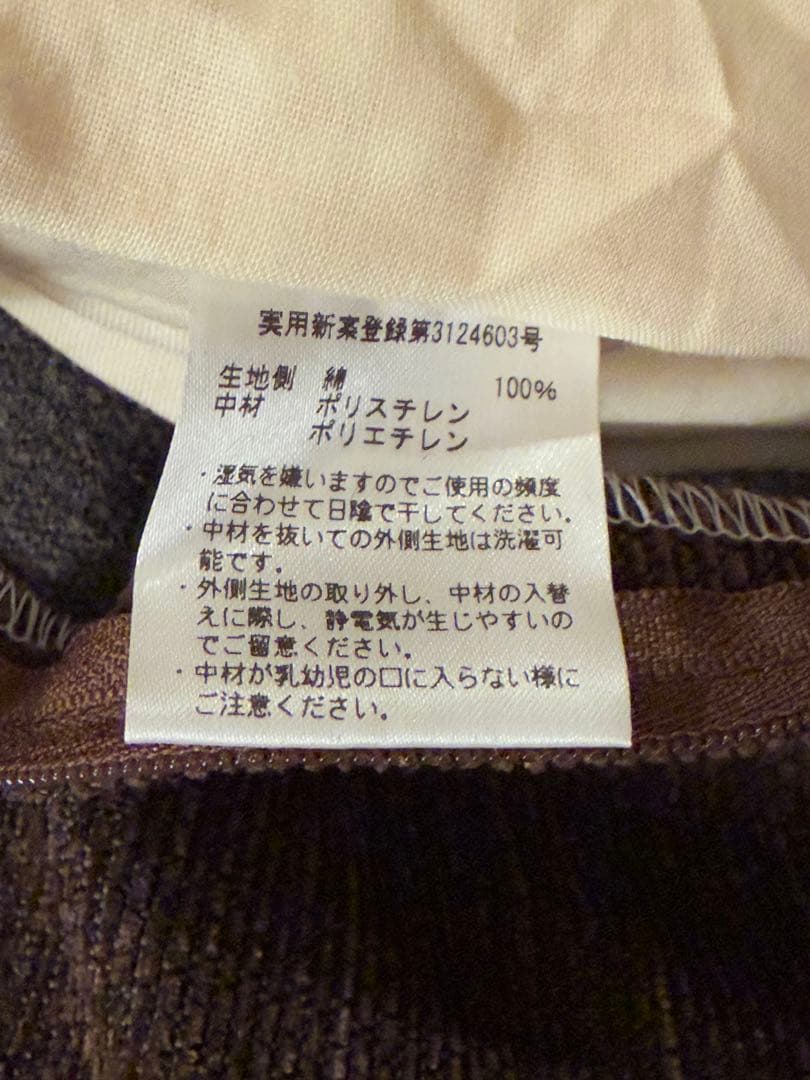 実用新案登録第3124603号
生地側 綿 100%
中材 ポリスチレン
ポリエチレン
・湿気を嫌いますのでご使用の頻度
に合わせて日陰で干してください。
・中材を抜いての外側生地は洗濯可
能です。
・外側生地の取り外し、中材の入替
えに際し、静電気が生じやすいの
でご留意ください。
・中材が乳幼児の口に入らない様に
ご注意ください。